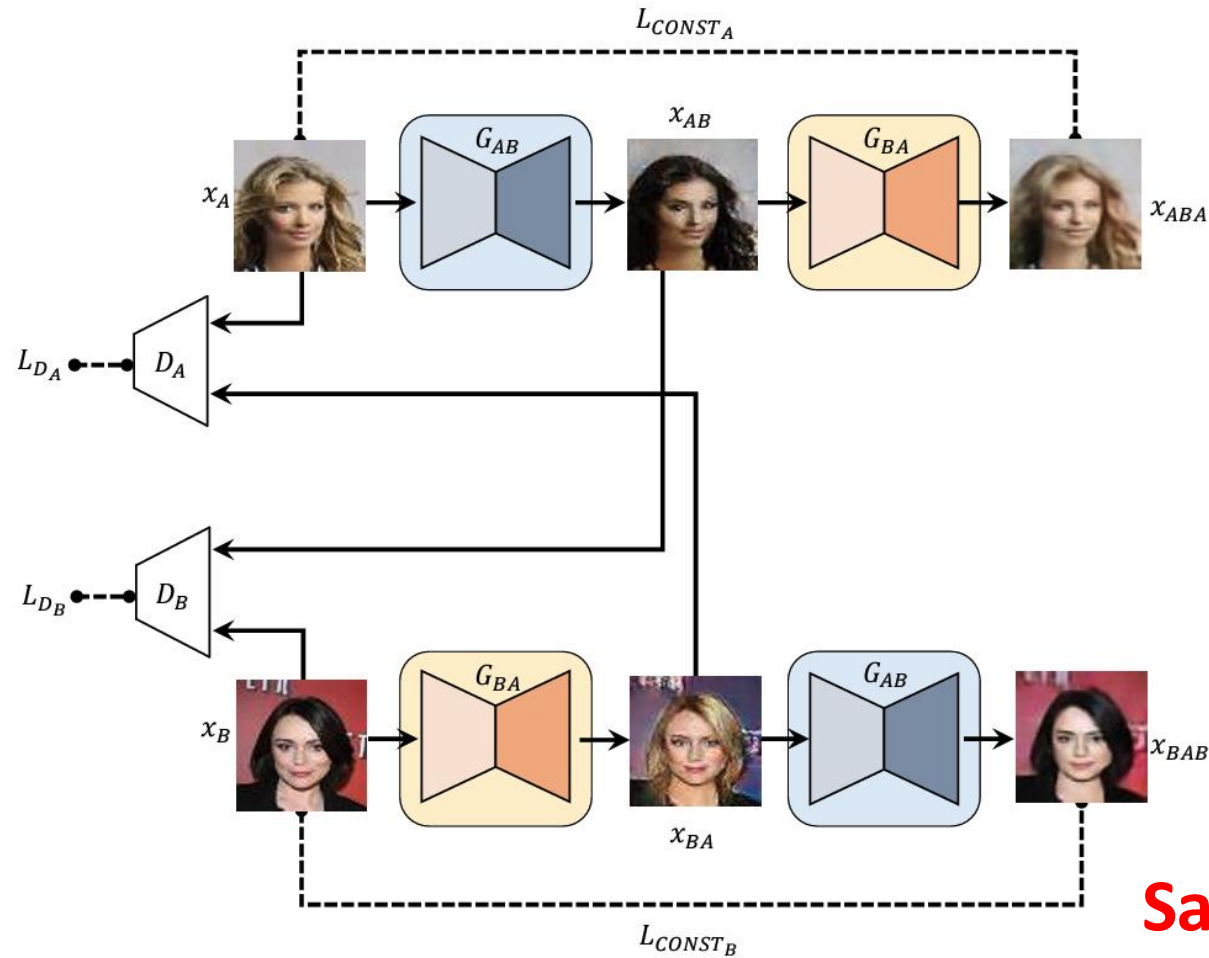 L_{CONST_A}
x_{AB}
G_{AB}
G_{BA}
x_A
x_{ABA}
L_{D_A}
D_A
L_{D_B}
D_B
G_{BA}
G_{AB}
x_B
x_{BAB}
x_{BA}
Sa
L_{CONST_B}